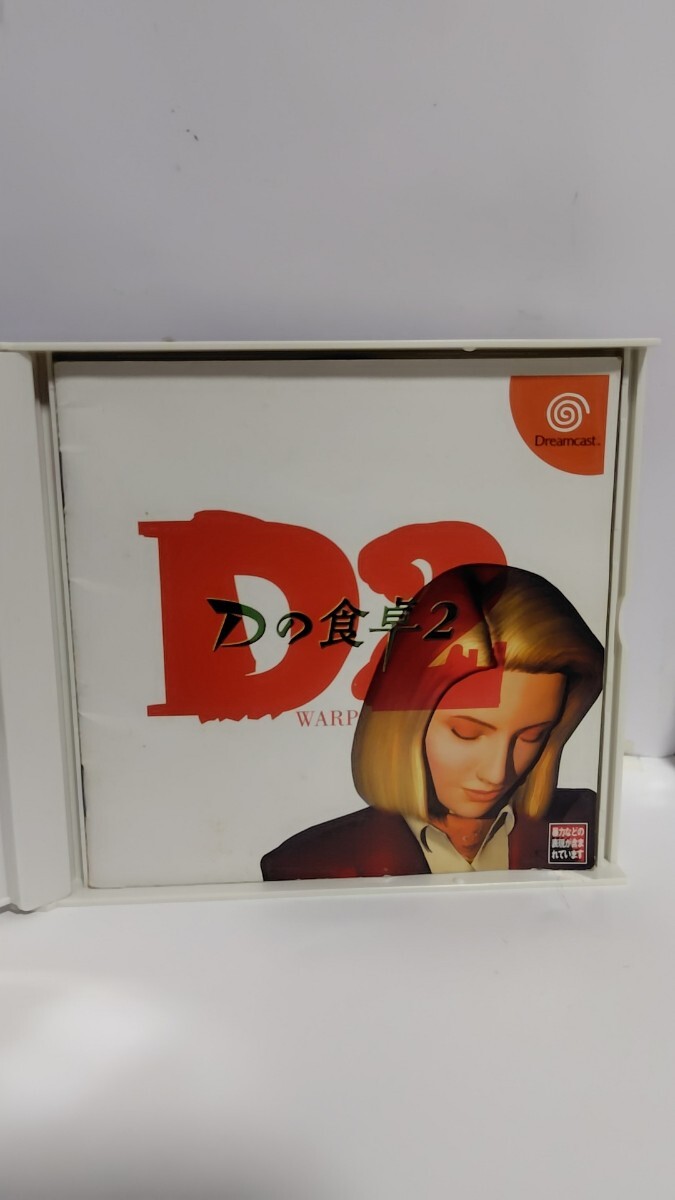 Dreamcast™
D2
Dの食卓2
WARP
暴力などの
表現が含ま
れています